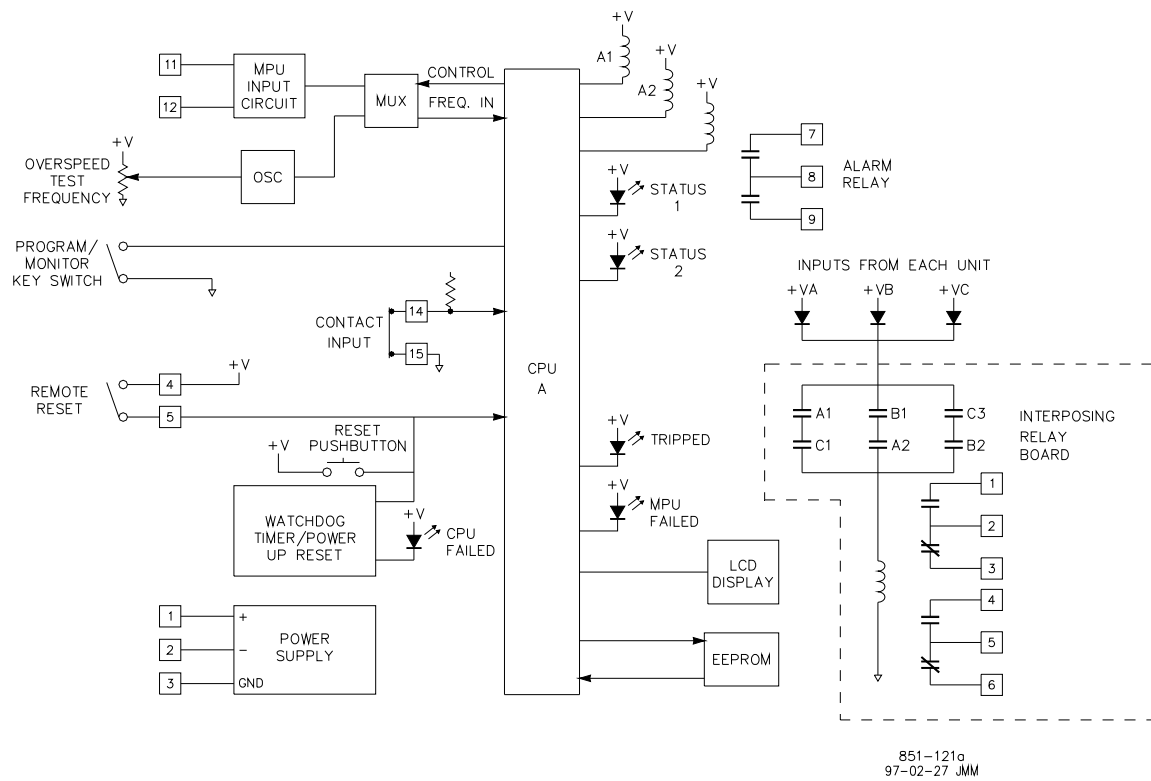 +V
A1
+V
A2
+V
11
12
MPU
INPUT
CIRCUIT
MUX
CONTROL
FREQ. IN
+V
OVERSPEED
TEST
FREQUENCY
OSC
7
8
9
ALARM
RELAY
+V
STATUS
1
+V
STATUS
2
PROGRAM/
MONITOR
KEY SWITCH
14
15
CONTACT
INPUT
CPU
A
INPUTS FROM EACH UNIT
+VA
+VB
+VC
REMOTE
RESET
4
5
+V
RESET
PUSHBUTTON
+V
A1
B1
C3
C1
A2
B2
INTERPOSING
RELAY
BOARD
+V
TRIPPED
+V
MPU
FAILED
WATCHDOG
TIMER/POWER
UP RESET
+V
CPU
FAILED
1
2
3
4
5
6
LCD
DISPLAY
EEPROM
1
2
3
+
−
GND
POWER
SUPPLY
851−121a
97−02−27 JMM